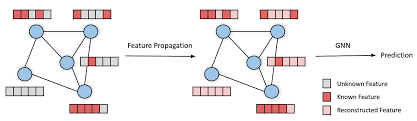 Feature Propagation
GNN
Prediction
Unknown Feature
Known Feature
Reconstructed Feature